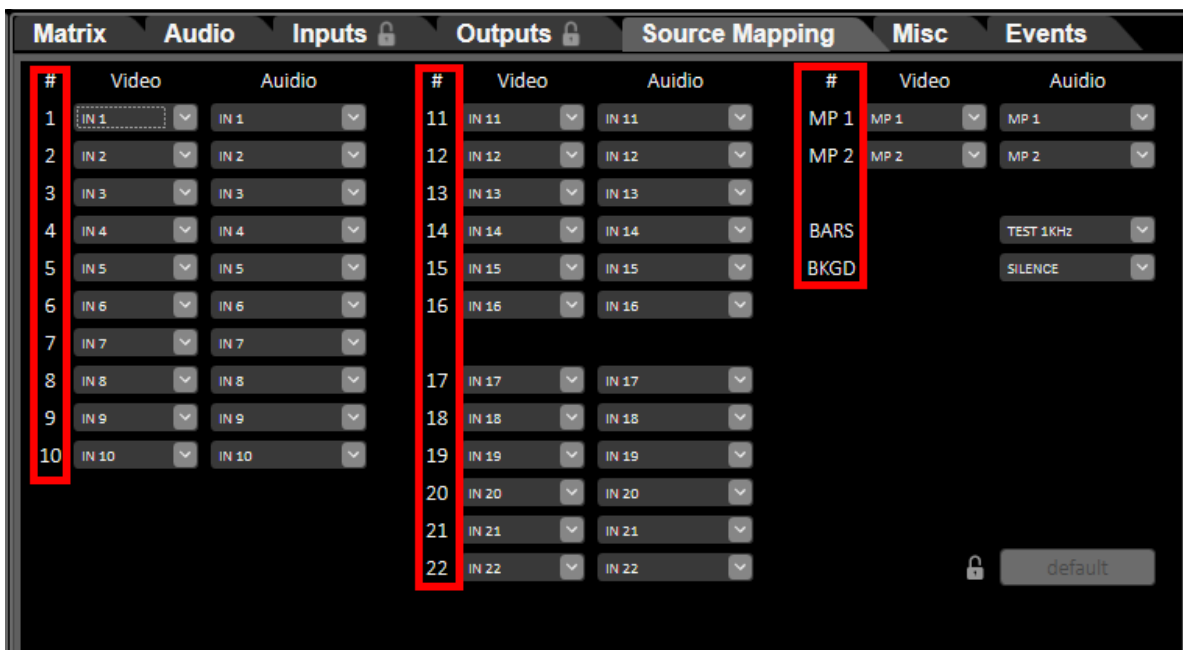 Matrix Audio Inputs Outputs Source Mapping Misc Events
# Video Auidio # Video Auidio # Video Auidio
1 IN 1 IN 1 11 IN 11 IN 11 MP 1 MP 1 MP 1
2 IN 2 IN 2 12 IN 12 IN 12 MP 2 MP 2 MP 2
3 IN 3 IN 3 13 IN 13 IN 13
4 IN 4 IN 4 14 IN 14 IN 14 BARS TEST 1KHz
5 IN 5 IN 5 15 IN 15 IN 15 BKGD SILENCE
6 IN 6 IN 6 16 IN 16 IN 16
7 IN 7 IN 7
8 IN 8 IN 8 17 IN 17 IN 17
9 IN 9 IN 9 18 IN 18 IN 18
10 IN 10 IN 10 19 IN 19 IN 19
20 IN 20 IN 20
21 IN 21 IN 21
22 IN 22 IN 22 default